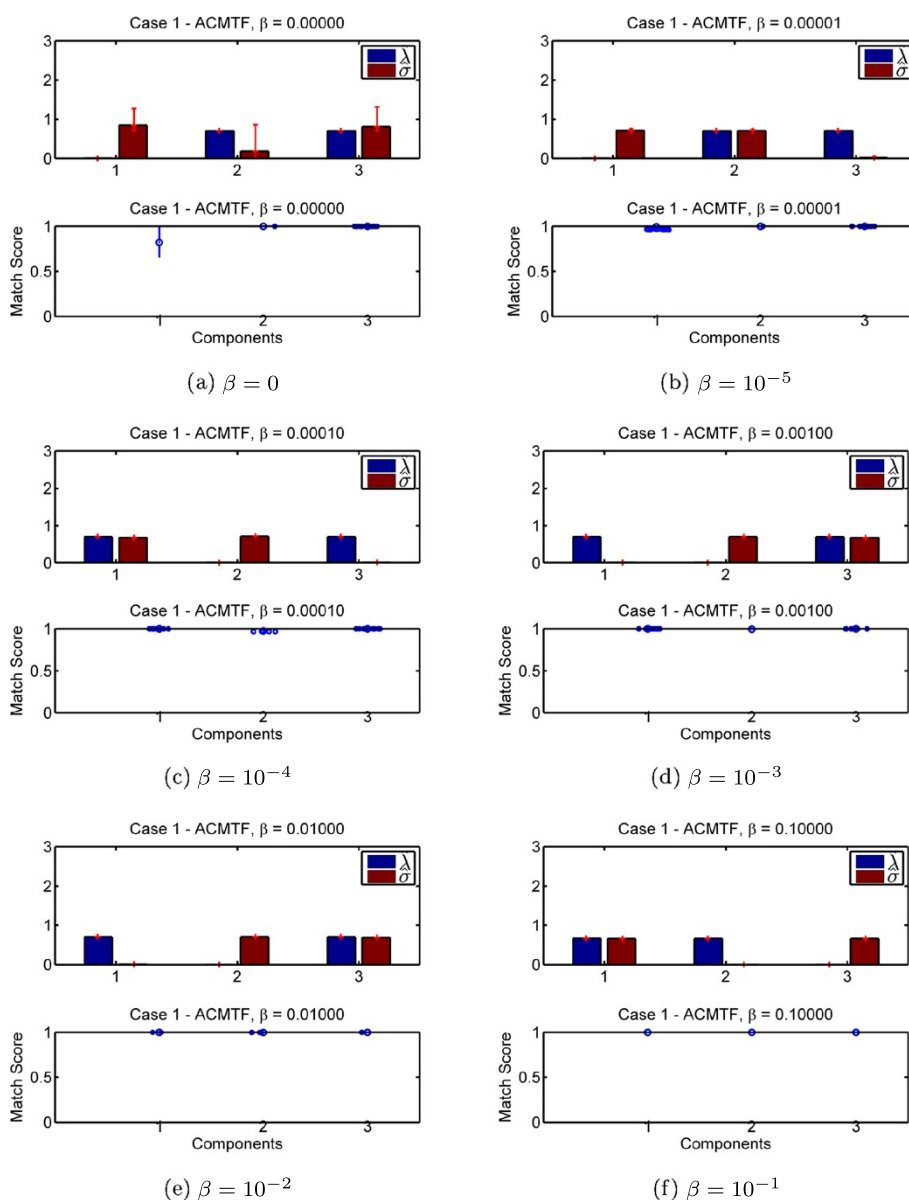 Case 1 - ACMTF, β = 0.00000
3
2
1
0
λ̂
σ̂
1 2 3
Case 1 - ACMTF, β = 0.00000
Match Score
1
0.5
0
1 2 3
Components
(a) β = 0
Case 1 - ACMTF, β = 0.00001
3
2
1
0
λ̂
σ̂
1 2 3
Case 1 - ACMTF, β = 0.00001
Match Score
1
0.5
0
1 2 3
Components
(b) β = 10⁻⁵
Case 1 - ACMTF, β = 0.00010
3
2
1
0
λ̂
σ̂
1 2 3
Case 1 - ACMTF, β = 0.00010
Match Score
1
0.5
0
1 2 3
Components
(c) β = 10⁻⁴
Case 1 - ACMTF, β = 0.00100
3
2
1
0
λ̂
σ̂
1 2 3
Case 1 - ACMTF, β = 0.00100
Match Score
1
0.5
0
1 2 3
Components
(d) β = 10⁻³
Case 1 - ACMTF, β = 0.01000
3
2
1
0
λ̂
σ̂
1 2 3
Case 1 - ACMTF, β = 0.01000
Match Score
1
0.5
0
1 2 3
Components
(e) β = 10⁻²
Case 1 - ACMTF, β = 0.10000
3
2
1
0
λ̂
σ̂
1 2 3
Case 1 - ACMTF, β = 0.10000
Match Score
1
0.5
0
1 2 3
Components
(f) β = 10⁻¹